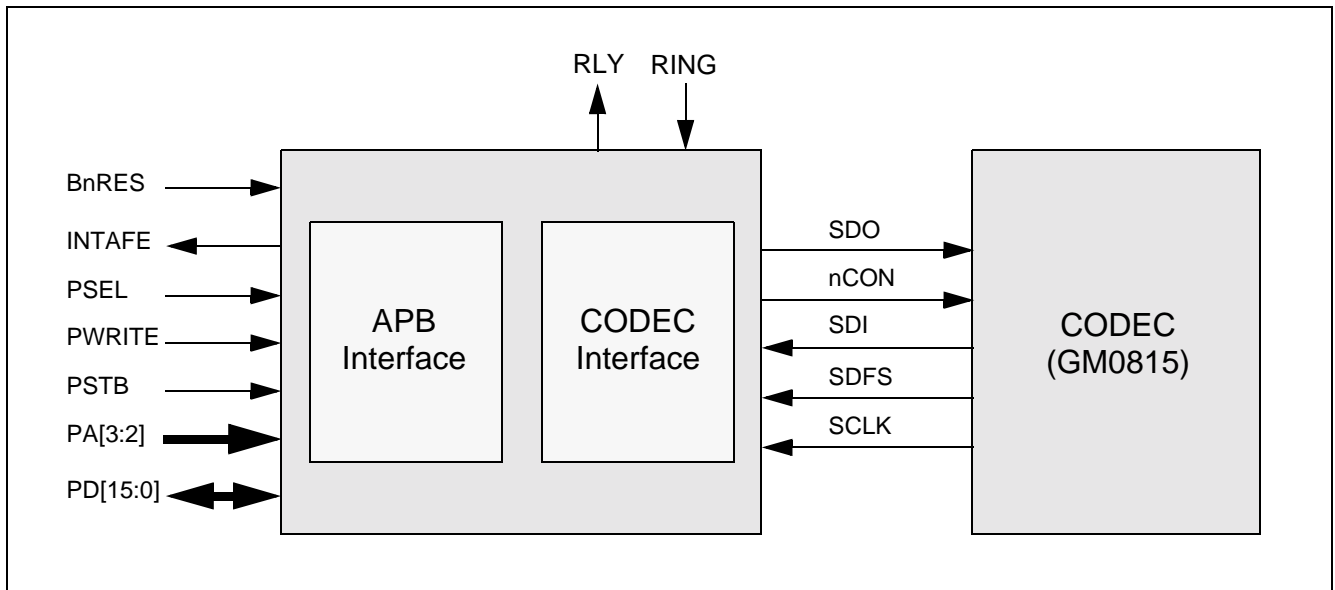 RLY RING
BnRES
INTAFE
PSEL
PWRITE
PSTB
PA[3:2]
PD[15:0]
APB
Interface
CODEC
Interface
SDO
nCON
SDI
SDFS
SCLK
CODEC
(GM0815)